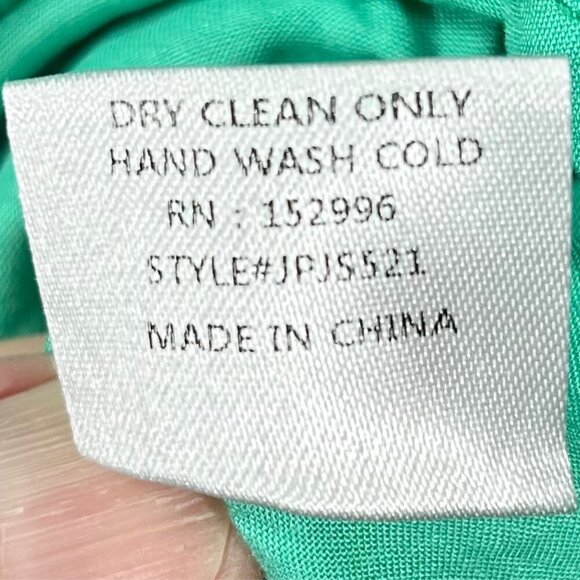 DRY CLEAN ONLY
HAND WASH COLD
RN : 152996
STYLE#JPJS521
MADE IN CHINA